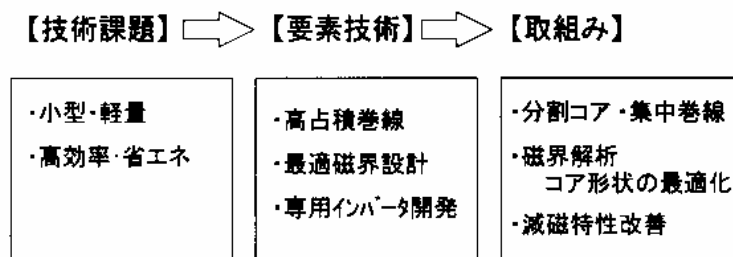 【技術課題】
【要素技術】
【取組み】
・小型・軽量
・高効率・省エネ
・高占積巻線
・最適磁界設計
・専用インバータ開発
・分割コア・集中巻線
・磁界解析
コア形状の最適化
・減磁特性改善